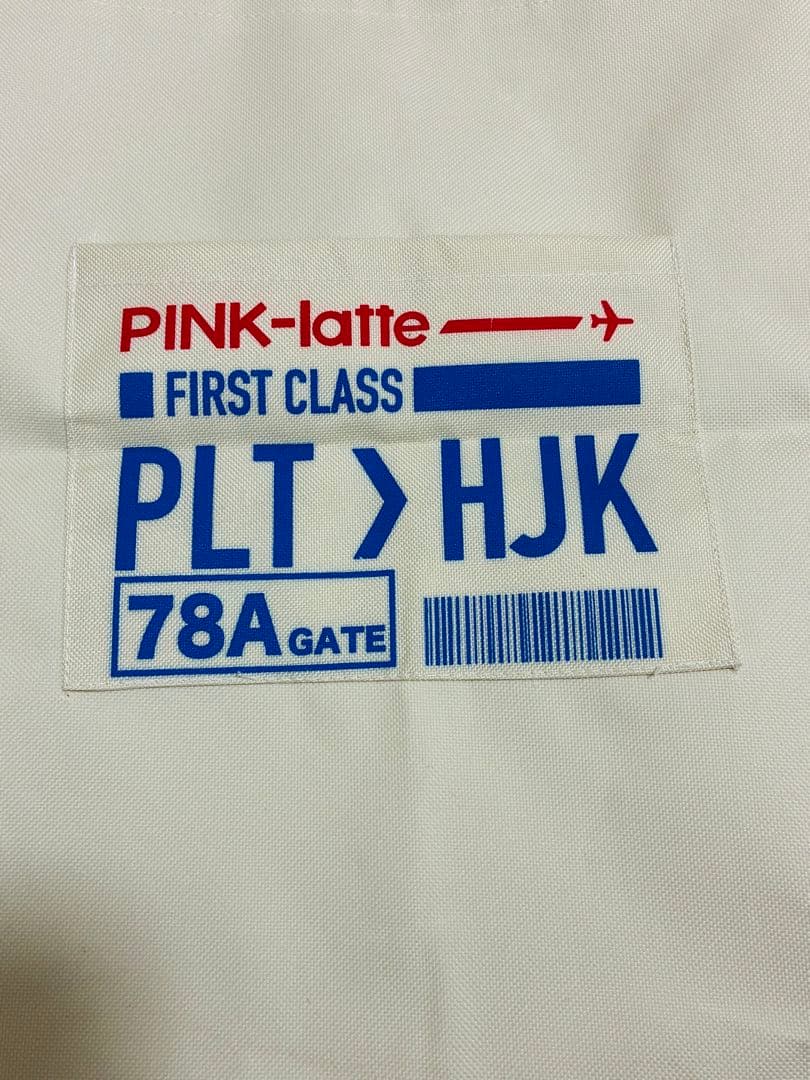 PINK-latte
FIRST CLASS
PLT > HJK
78A GATE